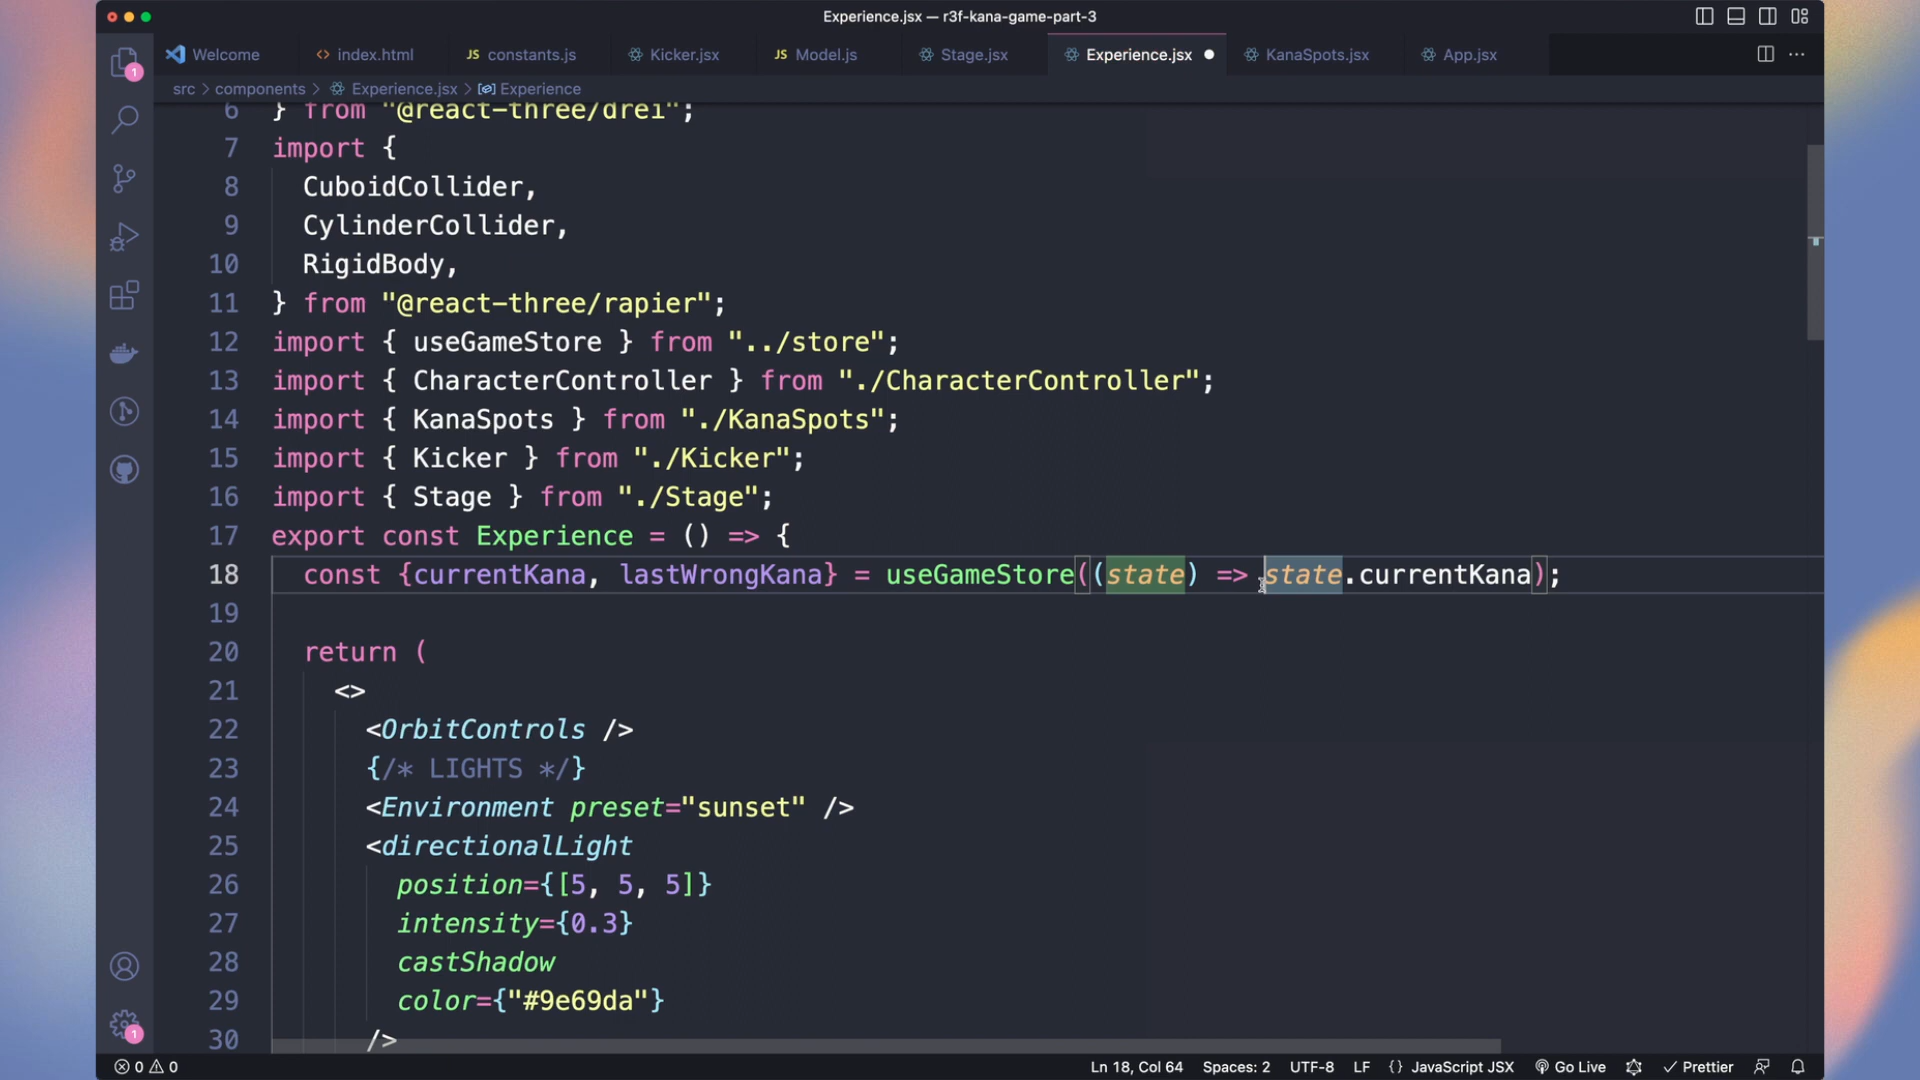 Experience.jsx — r3f-kana-game-part-3
Welcome
<> index.html
JS constants.js
Kicker.jsx
JS Model.js
Stage.jsx
Experience.jsx
KanaSpots.jsx
App.jsx
src > components > Experience.jsx > Experience
6 } from "@react-three/drei";
7 import {
8 CuboidCollider,
9 CylinderCollider,
10 RigidBody,
11 } from "@react-three/rapier";
12 import { useGameStore } from "../store";
13 import { CharacterController } from "./CharacterController";
14 import { KanaSpots } from "./KanaSpots";
15 import { Kicker } from "./Kicker";
16 import { Stage } from "./Stage";
17 export const Experience = () => {
18 const {currentKana, lastWrongKana} = useGameStore((state) => state.currentKana);
19
20 return (
21 <>
22 <OrbitControls />
23 {/* LIGHTS */}
24 <Environment preset="sunset" />
25 <directionalLight
26 position={[5, 5, 5]}
27 intensity={0.3}
28 castShadow
29 color={"#9e69da"}
30 />
1
1
0 0
Ln 18, Col 64
Spaces: 2
UTF-8
LF
{} JavaScript JSX
Go Live
Prettier